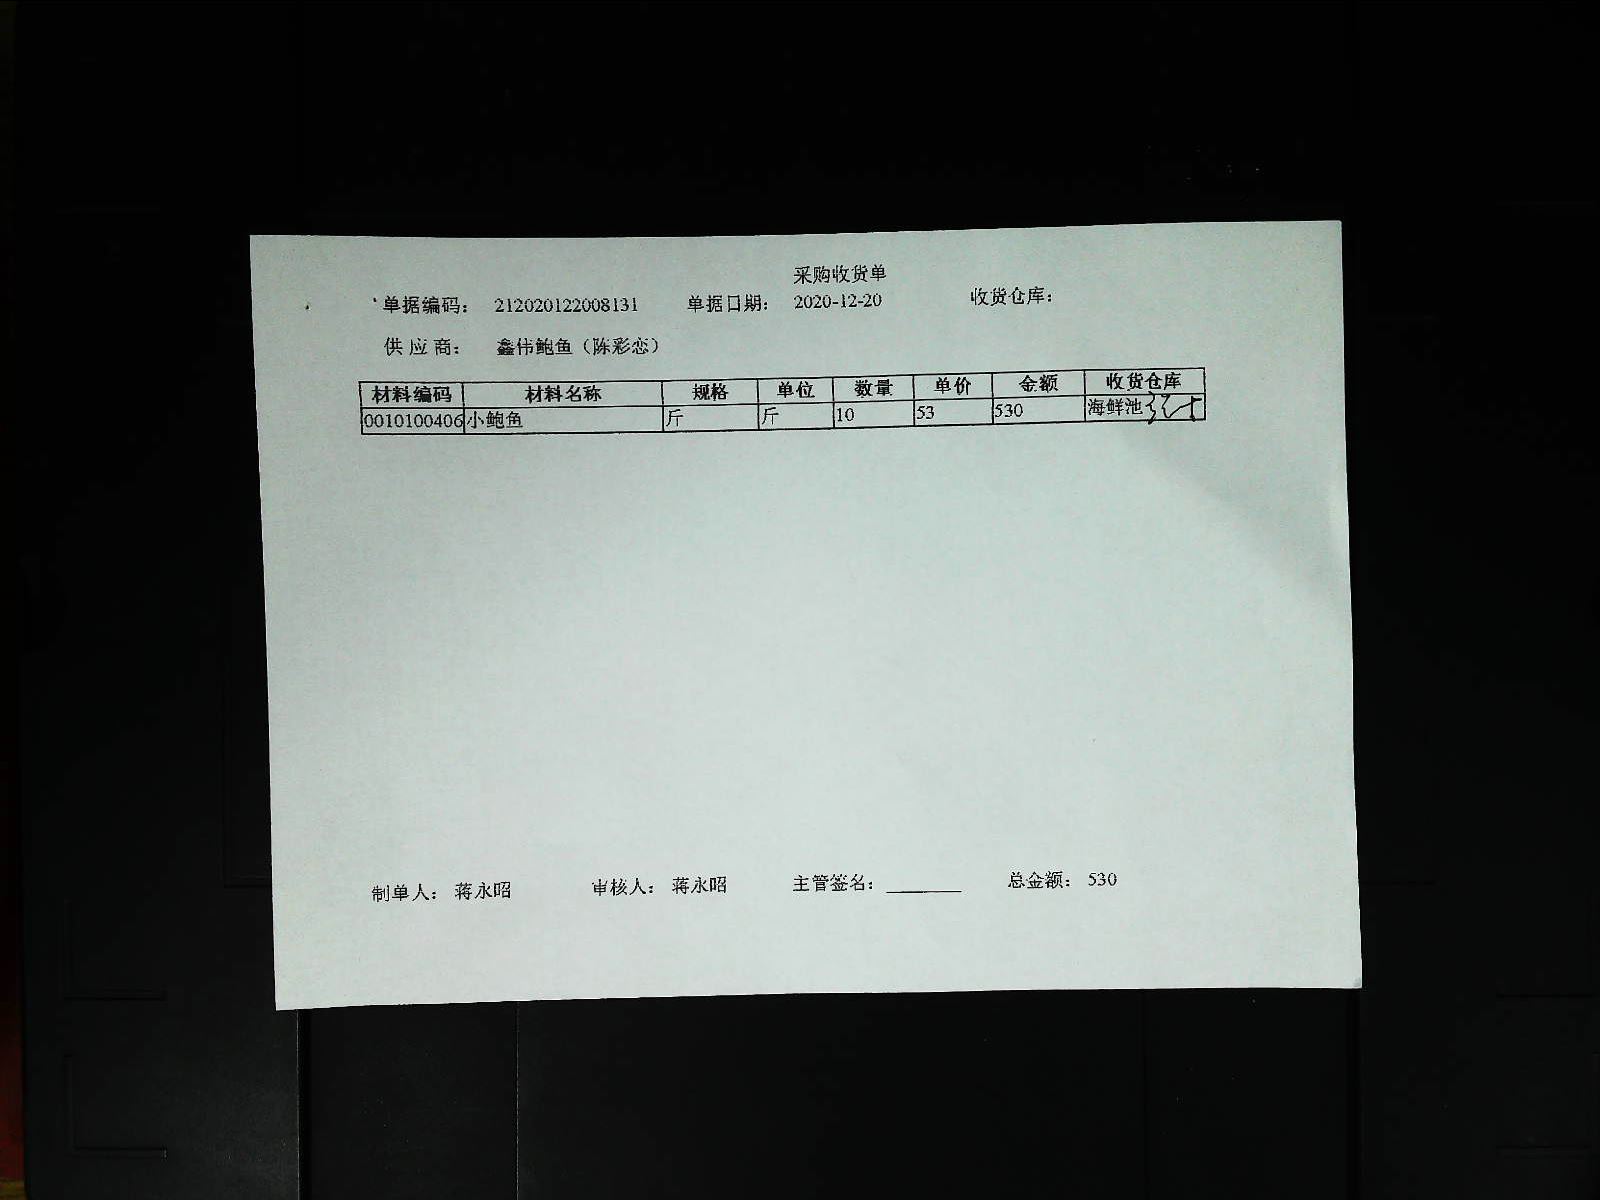 采购收货单
单据编码： 212020122008131 单据日期： 2020-12-20 收货仓库：
供 应 商： 鑫伟鲍鱼（陈彩恋）
材料编码 材料名称 规格 单位 数量 单价 金额 收货仓库
0010100406 小鲍鱼 斤 斤 10 53 530 海鲜池
制单人： 蒋永昭 审核人： 蒋永昭 主管签名：_______ 总金额： 530